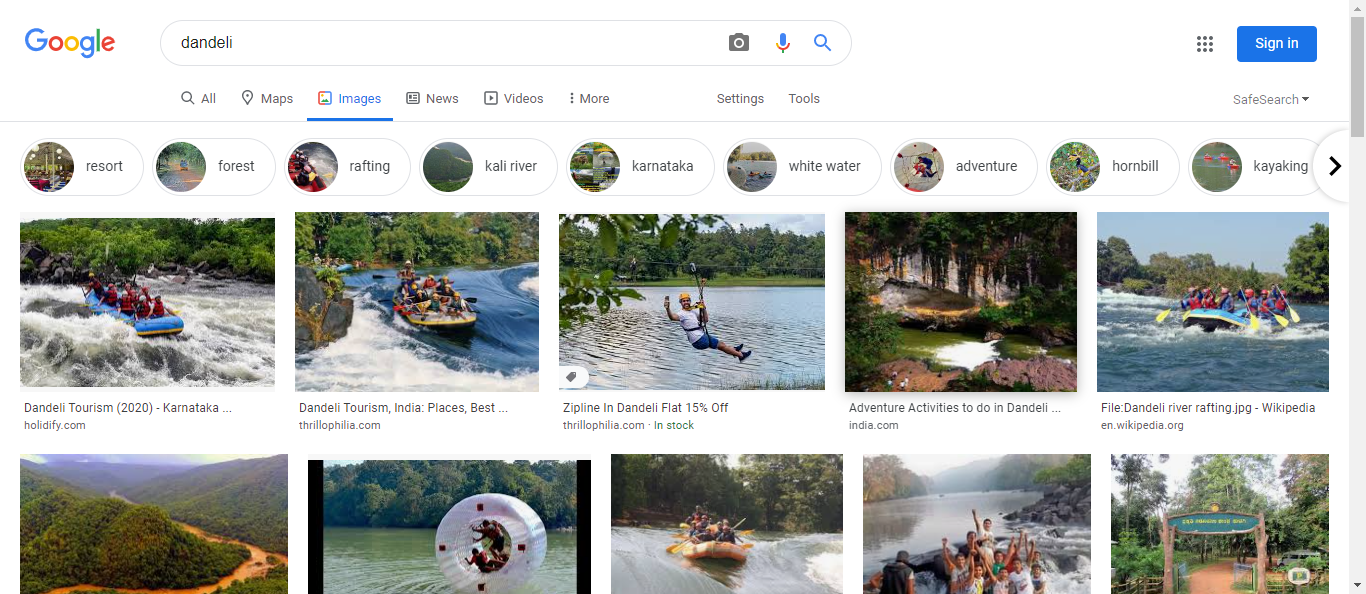 Google
dandeli
Sign in
All
Maps
Images
News
Videos
More
Settings
Tools
SafeSearch
resort
forest
rafting
kali river
karnataka
white water
adventure
hornbill
kayaking
Dandeli Tourism (2020) - Karnataka ...
holidify.com
Dandeli Tourism, India: Places, Best ...
thrillophilia.com
Zipline In Dandeli Flat 15% Off
thrillophilia.com · In stock
Adventure Activities to do in Dandeli ...
india.com
File:Dandeli river rafting.jpg - Wikipedia
en.wikipedia.org